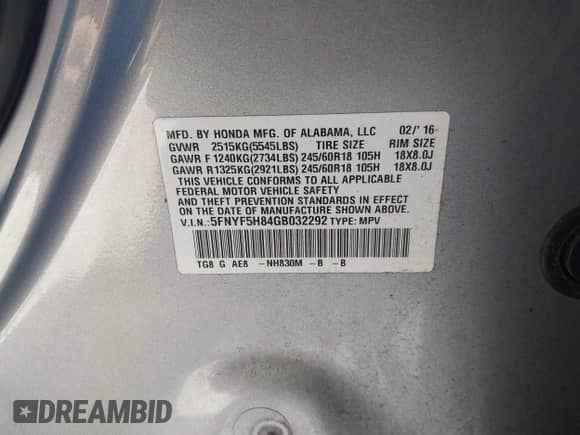 MFD. BY HONDA MFG. OF ALABAMA, LLC 02/'16
GVWR 2515KG(5545LBS) TIRE SIZE RIM SIZE
GAWR F 1240KG(2734LBS) 245/60R18 105H 18X8.0J
GAWR R 1325KG(2921LBS) 245/60R18 105H 18X8.0J
THIS VEHICLE CONFORMS TO ALL APPLICABLE
FEDERAL MOTOR VEHICLE SAFETY
AND THEFT PREVENTION STANDARDS IN EFFECT
ON THE DATE OF MANUFACTURE SHOWN ABOVE.
V.I.N.: 5FNYF5H84GB032292 TYPE: MPV
TG8 G AE8 -NH830M -B -B
DREAMBID